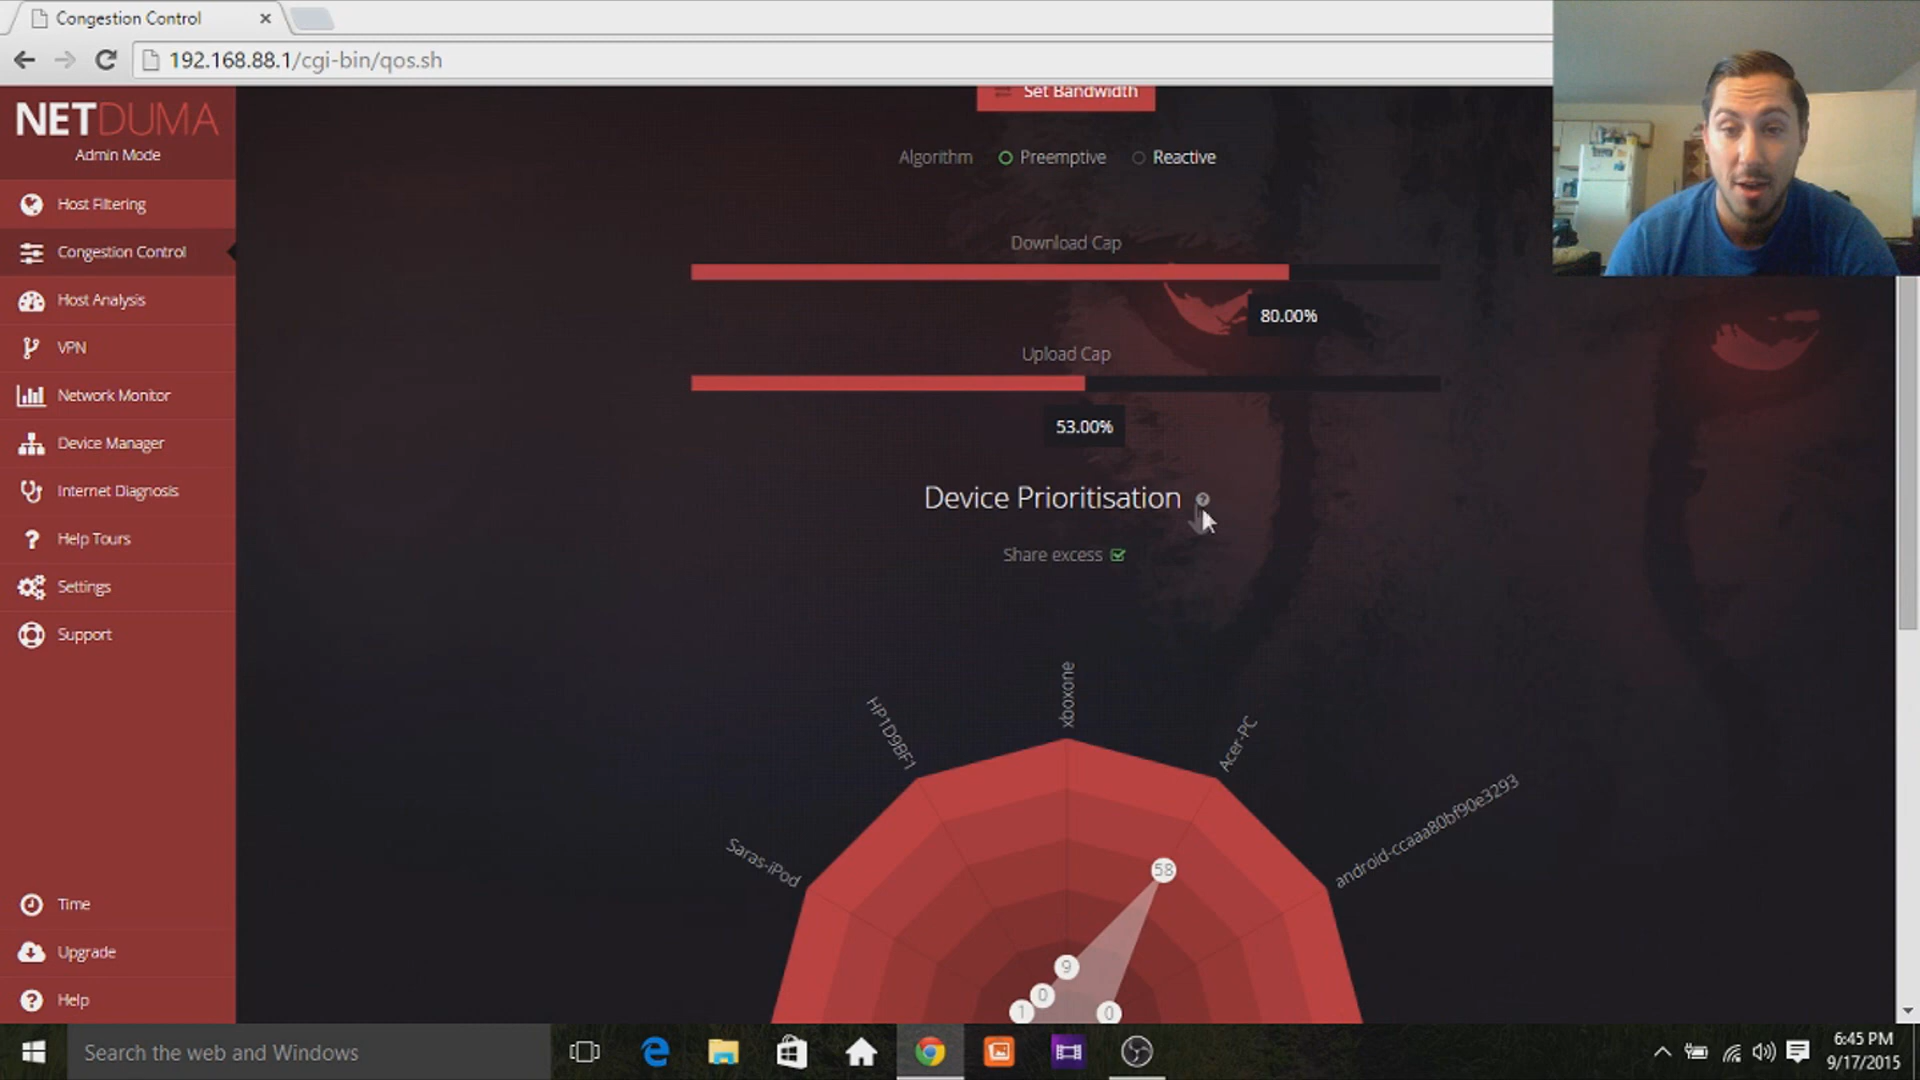 Congestion Control
192.168.88.1/cgi-bin/qos.sh
NETDUMA
Admin Mode
Host Filtering
Congestion Control
Host Analysis
VPN
Network Monitor
Device Manager
Internet Diagnosis
Help Tours
Settings
Support
Time
Upgrade
Help
Set Bandwidth
Algorithm Preemptive Reactive
Download Cap
80.00%
Upload Cap
53.00%
Device Prioritisation
Share excess
xboxone
HP1D9BF1
Acer-PC
Saras-iPod
android-ccaaa80bf90e3293
58
9
0
1
0
Search the web and Windows
6:45 PM
9/17/2015